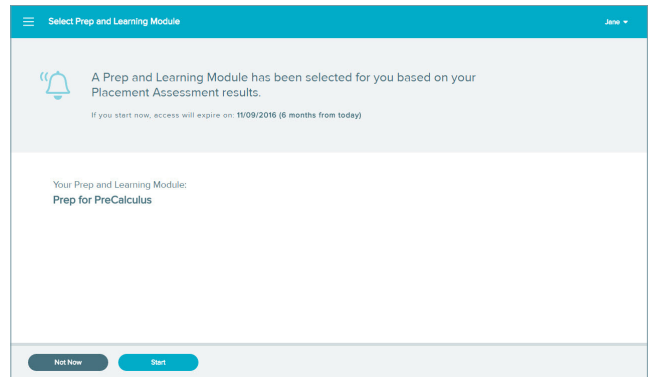 Select Prep and Learning Module
Jane
A Prep and Learning Module has been selected for you based on your
Placement Assessment results.
If you start now, access will expire on: 11/09/2016 (6 months from today)
Your Prep and Learning Module:
Prep for PreCalculus
Not Now
Start